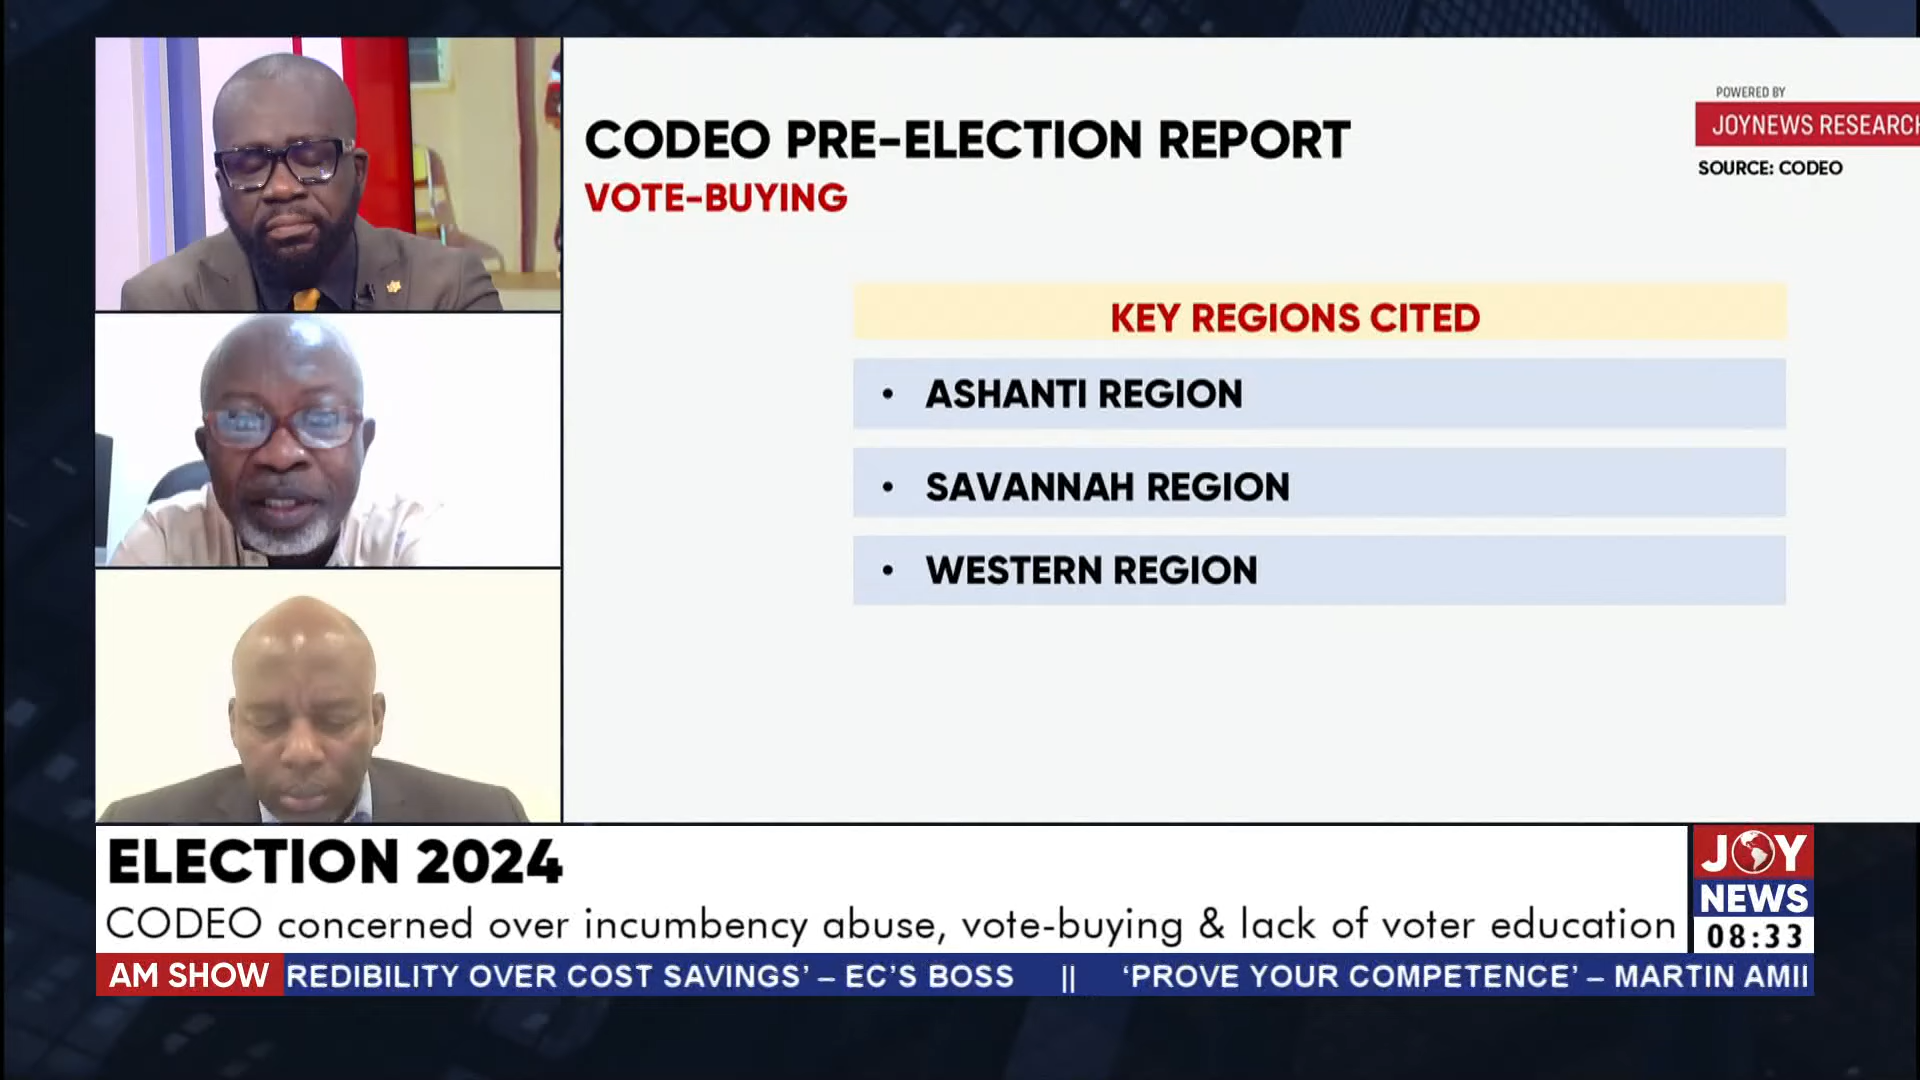 CODEO PRE-ELECTION REPORT
VOTE-BUYING
POWERED BY
JOYNEWS RESEARCH
SOURCE: CODEO
KEY REGIONS CITED
• ASHANTI REGION
• SAVANNAH REGION
• WESTERN REGION
ELECTION 2024
CODEO concerned over incumbency abuse, vote-buying & lack of voter education
JOY
NEWS
08:33
AM SHOW
REDIBILITY OVER COST SAVINGS’ – EC’S BOSS || ‘PROVE YOUR COMPETENCE’ – MARTIN AMI